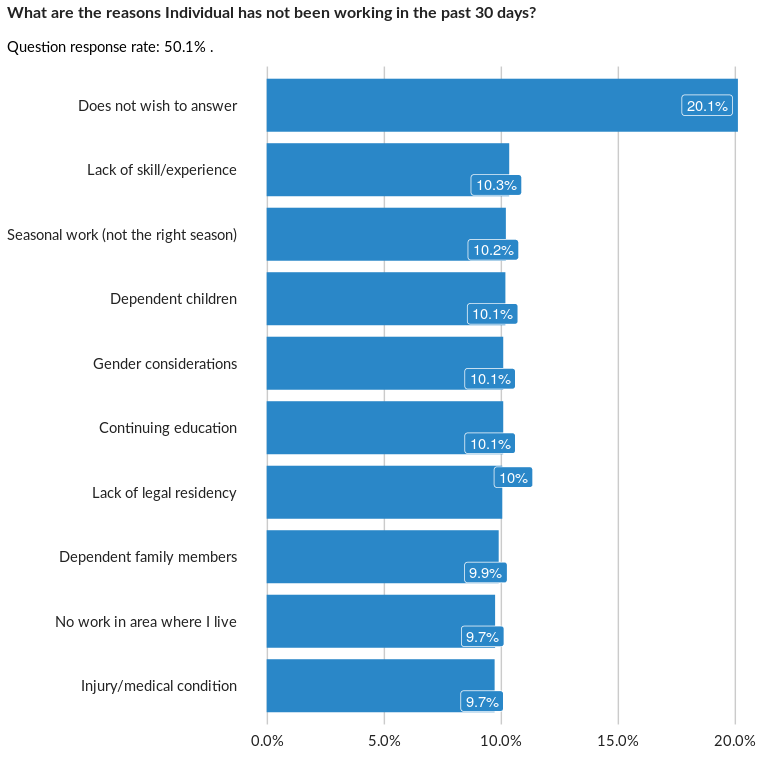 What are the reasons Individual has not been working in the past 30 days?
Question response rate: 50.1% .
Does not wish to answer
20.1%
Lack of skill/experience
10.3%
Seasonal work (not the right season)
10.2%
Dependent children
10.1%
Gender considerations
10.1%
Continuing education
10.1%
Lack of legal residency
10%
Dependent family members
9.9%
No work in area where I live
9.7%
Injury/medical condition
9.7%
0.0% 5.0% 10.0% 15.0% 20.0%